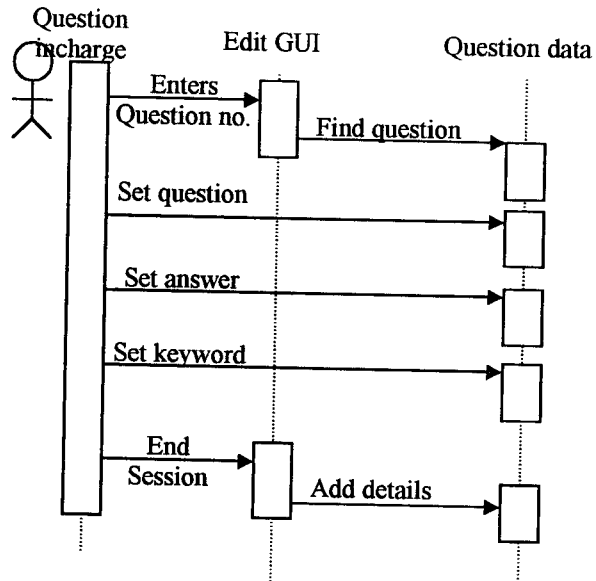 Question
incharge
Edit GUI
Question data
Enters
Question no.
Find question
Set question
Set answer
Set keyword
End
Session
Add details